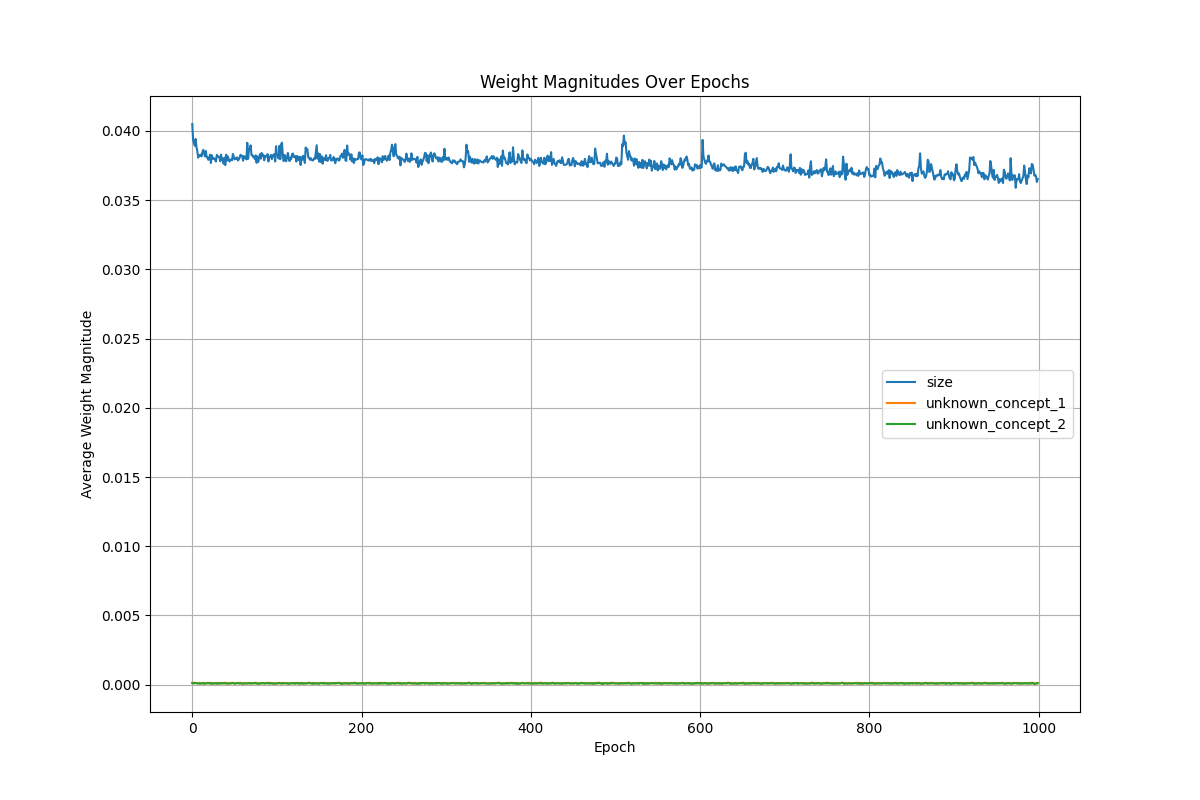 Weight Magnitudes Over Epochs
0.040
0.035
0.030
0.025
0.020
0.015
0.010
0.005
0.000
Average Weight Magnitude
size
unknown_concept_1
unknown_concept_2
0 200 400 600 800 1000
Epoch